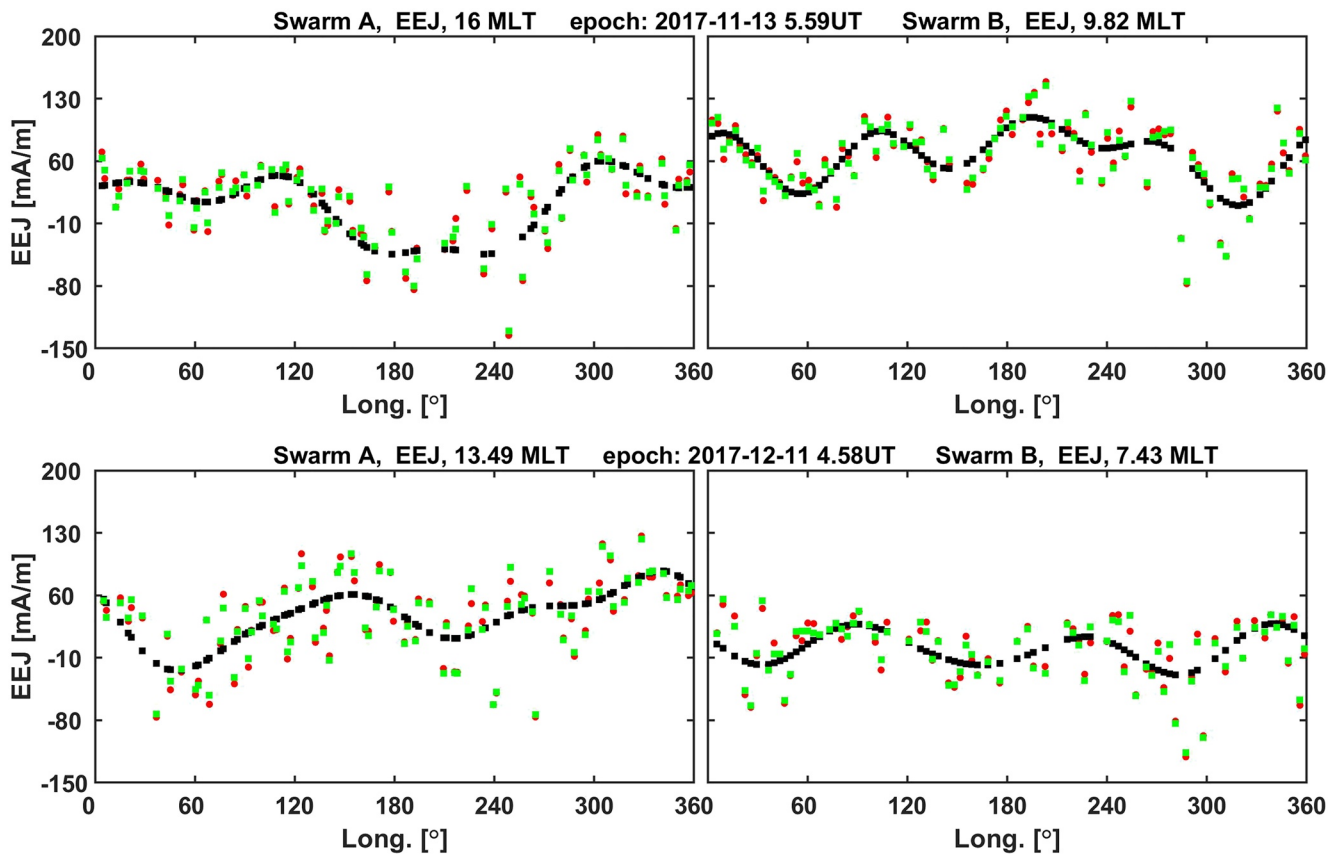 Swarm A, EEJ, 16 MLT epoch: 2017-11-13 5.59UT Swarm B, EEJ, 9.82 MLT
200
130
60
-10
-80
-150
EEJ [mA/m]
0 60 120 180 240 300 360
60 120 180 240 300 360
Long. [°]
Long. [°]
Swarm A, EEJ, 13.49 MLT epoch: 2017-12-11 4.58UT Swarm B, EEJ, 7.43 MLT
200
130
60
-10
-80
-150
EEJ [mA/m]
0 60 120 180 240 300 360
60 120 180 240 300 360
Long. [°]
Long. [°]